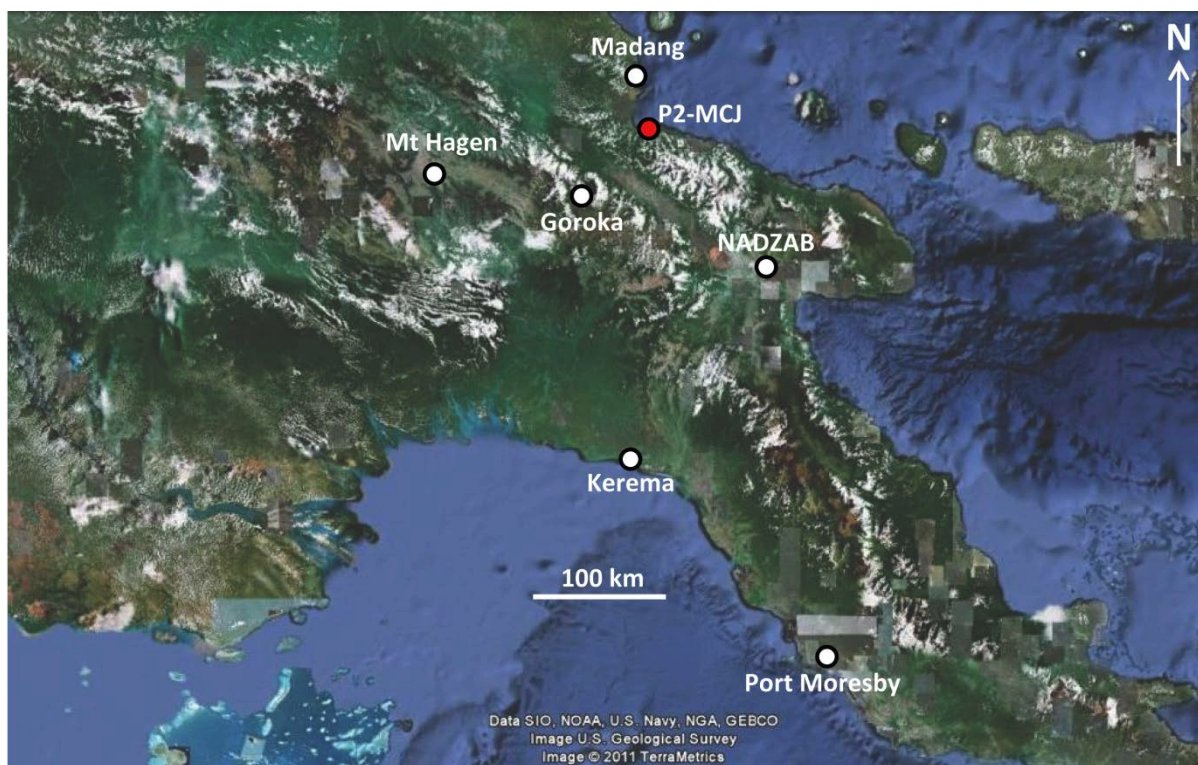 Madang
N
P2-MCJ
Mt Hagen
Goroka
NADZAB
Kerema
100 km
Port Moresby
Data SIO, NOAA, U.S. Navy, NGA, GEBCO
Image U.S. Geological Survey
Image © 2011 TerraMetrics